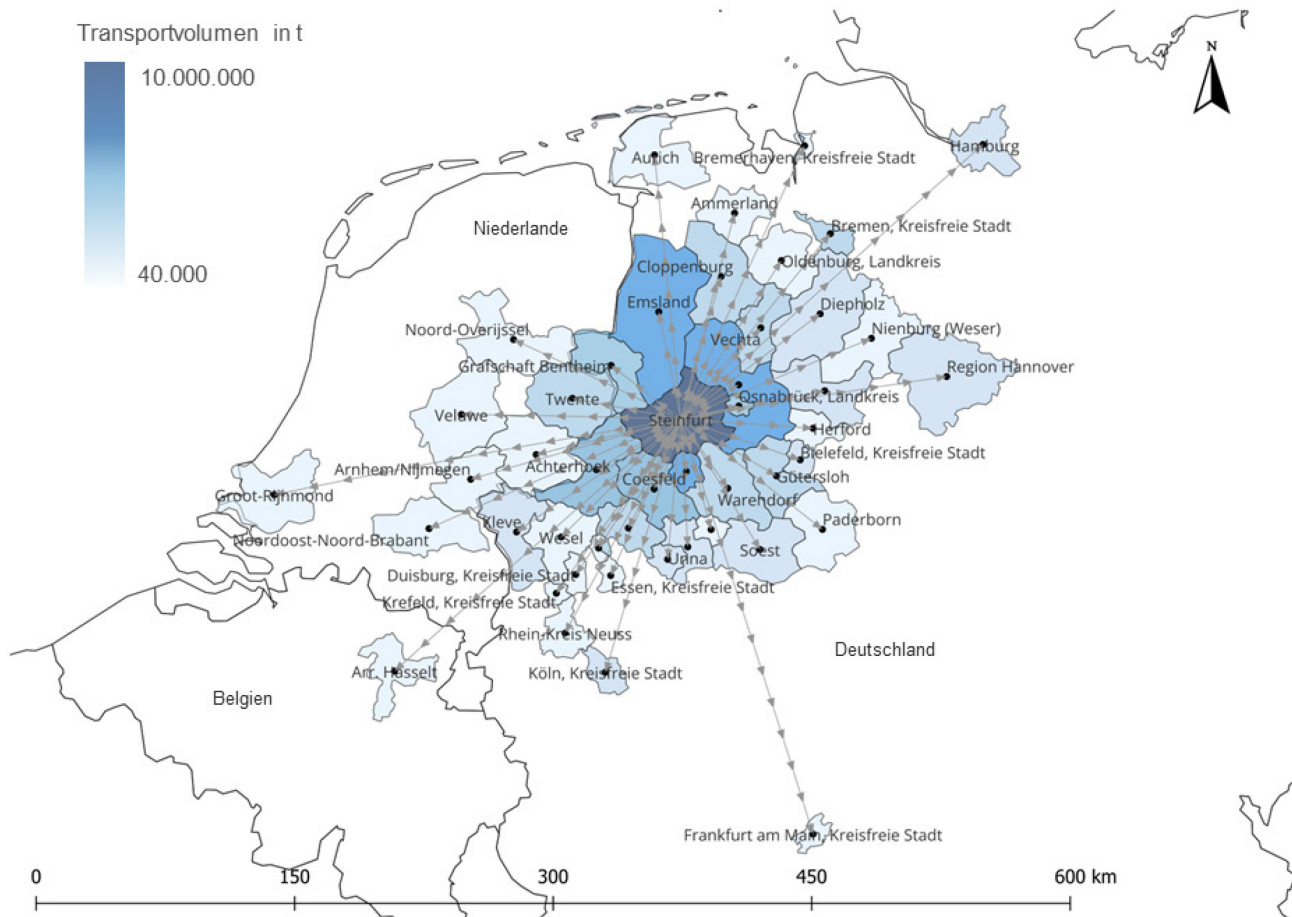 Transportvolumen in t
10.000.000
40.000
N
Aurich
Bremerhaven, Kreisfreie Stadt
Hamburg
Ammerland
Niederlande
Bremen, Kreisfreie Stadt
Cloppenburg
Oldenburg, Landkreis
Emsland
Diepholz
Noord-Overijssel
Vechta
Nienburg (Weser)
Grafschaft Bentheim
Region Hannover
Twente
Osnabrück, Landkreis
Veluwe
Steinfurt
Herford
Bielefeld, Kreisfreie Stadt
Arnhem/Nijmegen
Achterhoek
Coesfeld
Gütersloh
Groot-Rijnmond
Warendorf
Kleve
Paderborn
Noordoost-Noord-Brabant
Wesel
Unna
Soest
Duisburg, Kreisfreie Stadt
Essen, Kreisfreie Stadt
Krefeld, Kreisfreie Stadt
Rhein-Kreis Neuss
Deutschland
Arr. Hasselt
Köln, Kreisfreie Stadt
Belgien
Frankfurt am Main, Kreisfreie Stadt
0 150 300 450 600 km